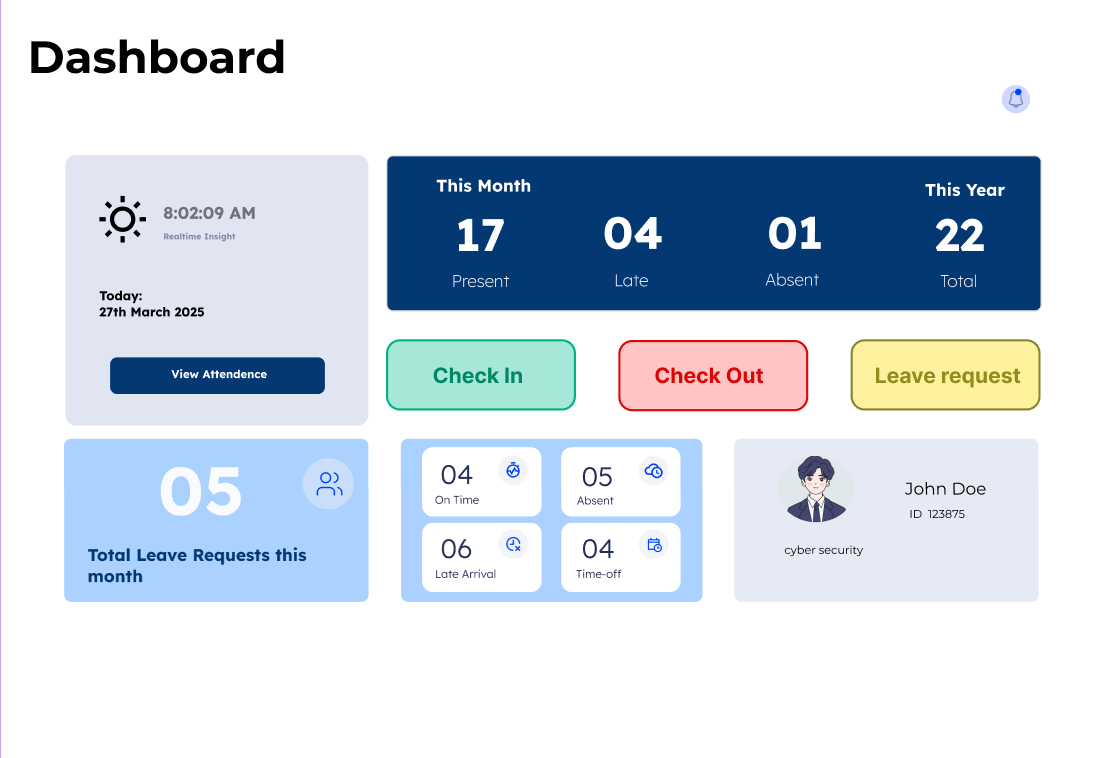 Dashboard
8:02:09 AM
Realtime Insight
Today:
27th March 2025
View Attendence
This Month
This Year
17
04
01
22
Present
Late
Absent
Total
Check In
Check Out
Leave request
05
Total Leave Requests this
month
04
On Time
05
Absent
06
Late Arrival
04
Time-off
John Doe
ID 123875
cyber security